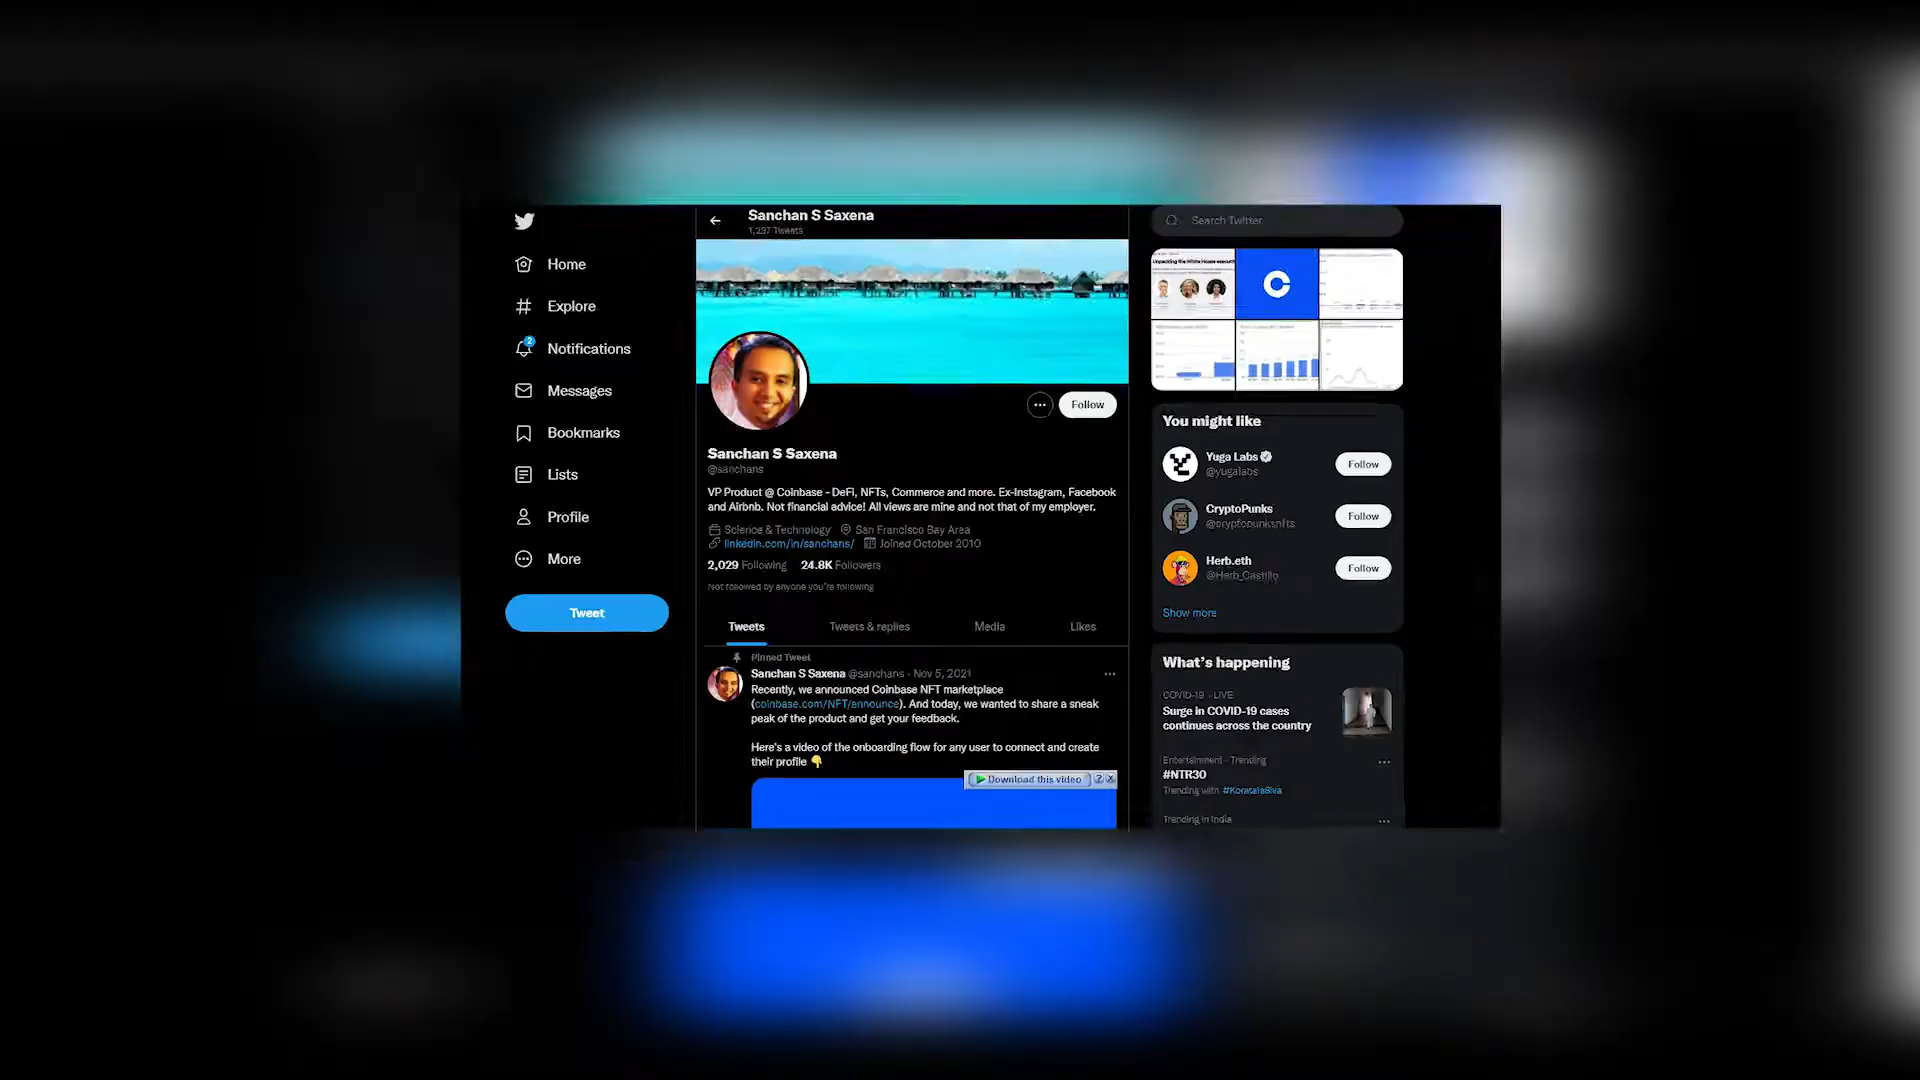 Home
Explore
2
Notifications
Messages
Bookmarks
Lists
Profile
More
Tweet
Sanchan S Saxena
1,237 Tweets
Follow
Sanchan S Saxena
@sanchans
VP Product @ Coinbase - DeFi, NFTs, Commerce and more. Ex-Instagram, Facebook
and Airbnb. Not financial advice! All views are mine and not that of my employer.
Science & Technology San Francisco Bay Area
linkedin.com/in/sanchans/ Joined October 2010
2,029 Following 24.8K Followers
Not followed by anyone you're following
Tweets Tweets & replies Media Likes
Pinned Tweet
Sanchan S Saxena @sanchans · Nov 5, 2021
Recently, we announced Coinbase NFT marketplace
(coinbase.com/NFT/announce). And today, we wanted to share a sneak
peak of the product and get your feedback.
Here's a video of the onboarding flow for any user to connect and create
their profile 👇
Download this video ? X
Search Twitter
Unpacking the White House
You might like
Yuga Labs
@yugalabs
Follow
CryptoPunks
@cryptopunksnfts
Follow
Herb.eth
@Herb_Castillo
Follow
Show more
What's happening
COVID-19 · LIVE
Surge in COVID-19 cases
continues across the country
Entertainment · Trending
#NTR30
Trending with #KoratalaSiva
Trending in India